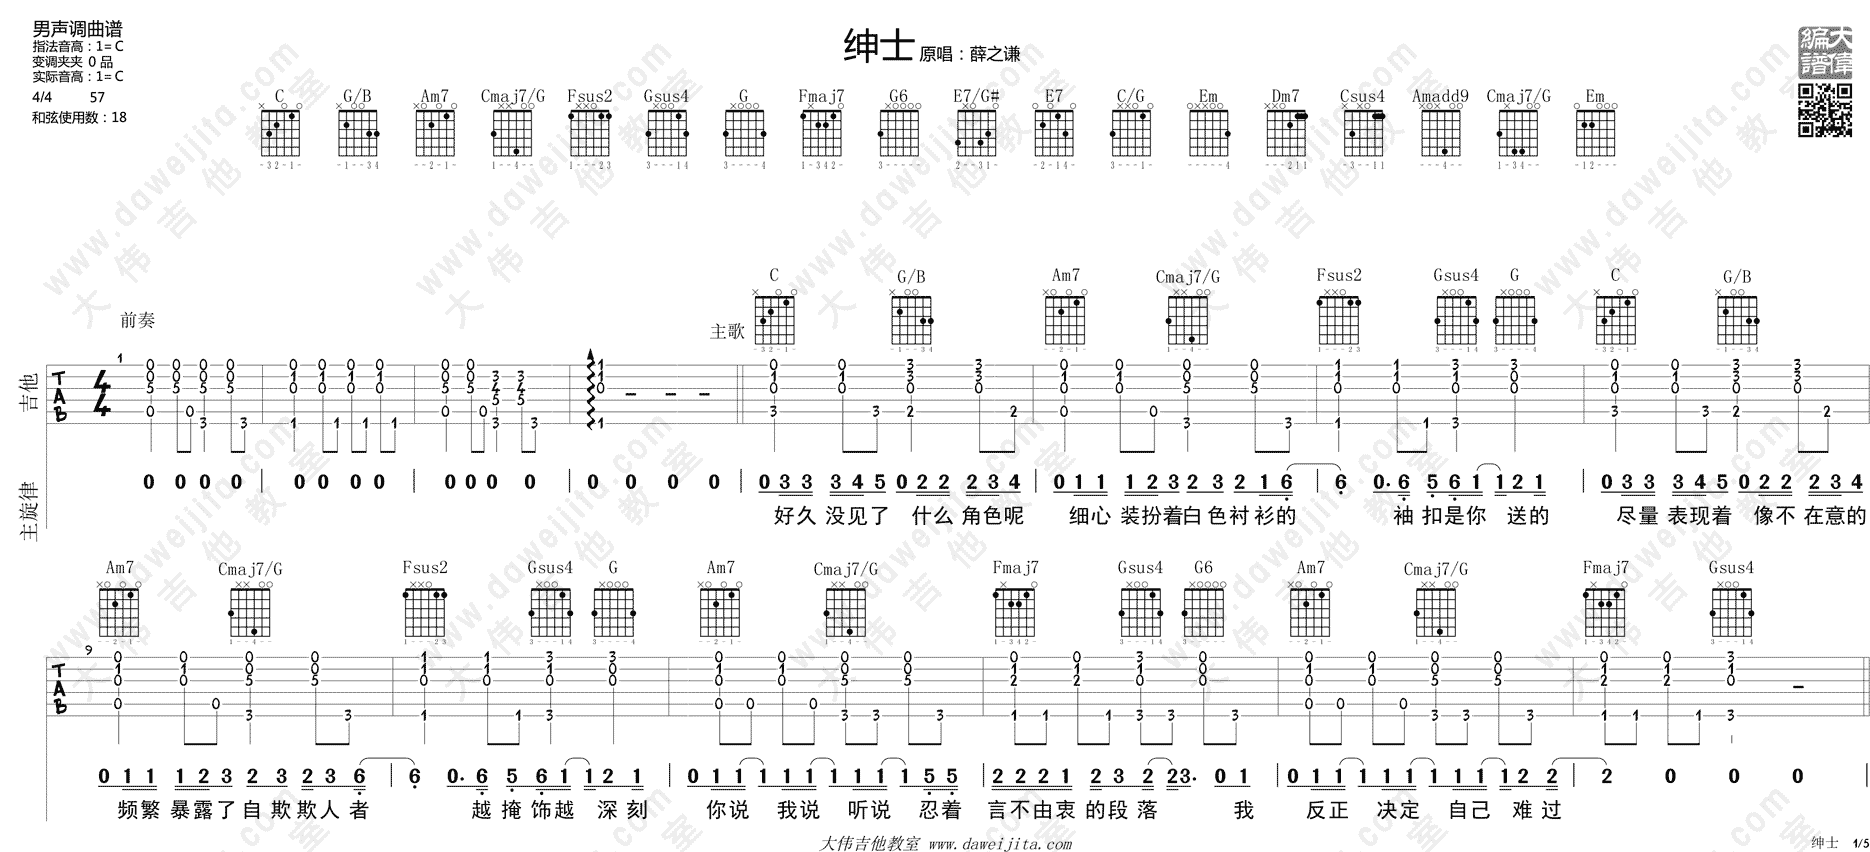 男声调曲谱
指法音高：1=C
变调夹夹 0 品
实际音高：1=C
4/4 57
和弦使用数：18
绅士 原唱：薛之谦
大偉編譜
C G/B Am7 Cmaj7/G Fsus2 Gsus4 G Fmaj7 G6 E7/G# E7 C/G Em Dm7 Csus4 Amadd9 Cmaj7/G Em
前奏
主歌
C G/B Am7 Cmaj7/G Fsus2 Gsus4 G C G/B
吉他
主旋律
0 0 0 0 | 0 0 0 0 | 0 0 0 0 | 0 0 0 0 | 0 3 3 3 4 5 0 2 2 2 3 4 | 0 1 1 1 2 3 2 3 2 1 6 | 6 0. 6 5 6 1 1 2 1 | 0 3 3 3 4 5 0 2 2 2 3 4 |
好久 没见了 什么 角色呢 细心 装扮着白色衬衫的 袖扣是你 送的 尽量 表现着 像不 在意的
Am7 Cmaj7/G Fsus2 Gsus4 G Am7 Cmaj7/G Fmaj7 Gsus4 G6 Am7 Cmaj7/G Fmaj7 Gsus4
9
0 1 1 1 2 3 2 3 2 3 6 | 6 0. 6 5 6 1 1 2 1 | 0 1 1 1 1 1 1 1 1 5 5 | 2 2 2 1 2 3 2 2 3. 0 1 | 0 1 1 1 1 1 1 1 1 2 2 | 2 0 0 0
频繁 暴露了自欺欺人者 越掩饰越 深刻 你说 我说 听说 忍着 言不由衷的段落 我 反正 决定 自己 难过
大伟吉他教室 www.daweijita.com
绅士 1/5